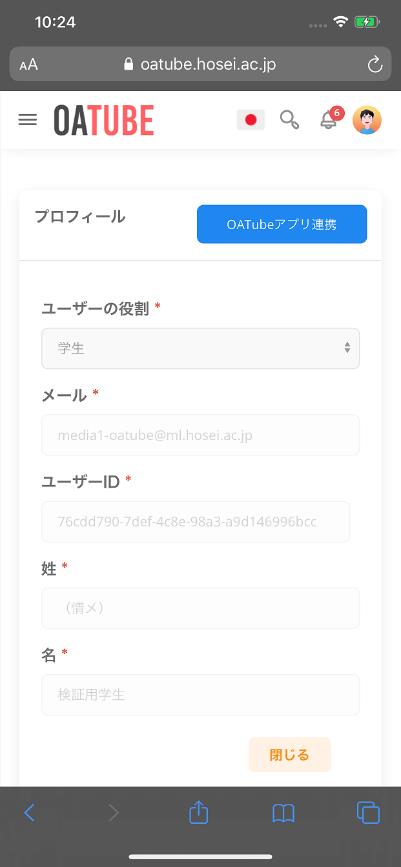 10:24
AA
oatube.hosei.ac.jp
OATUBE
6
プロフィール
OATubeアプリ連携
ユーザーの役割 *
学生
メール *
media1-oatube@ml.hosei.ac.jp
ユーザーID *
76cdd790-7def-4c8e-98a3-a9d146996bcc
姓 *
（情メ）
名 *
検証用学生
閉じる